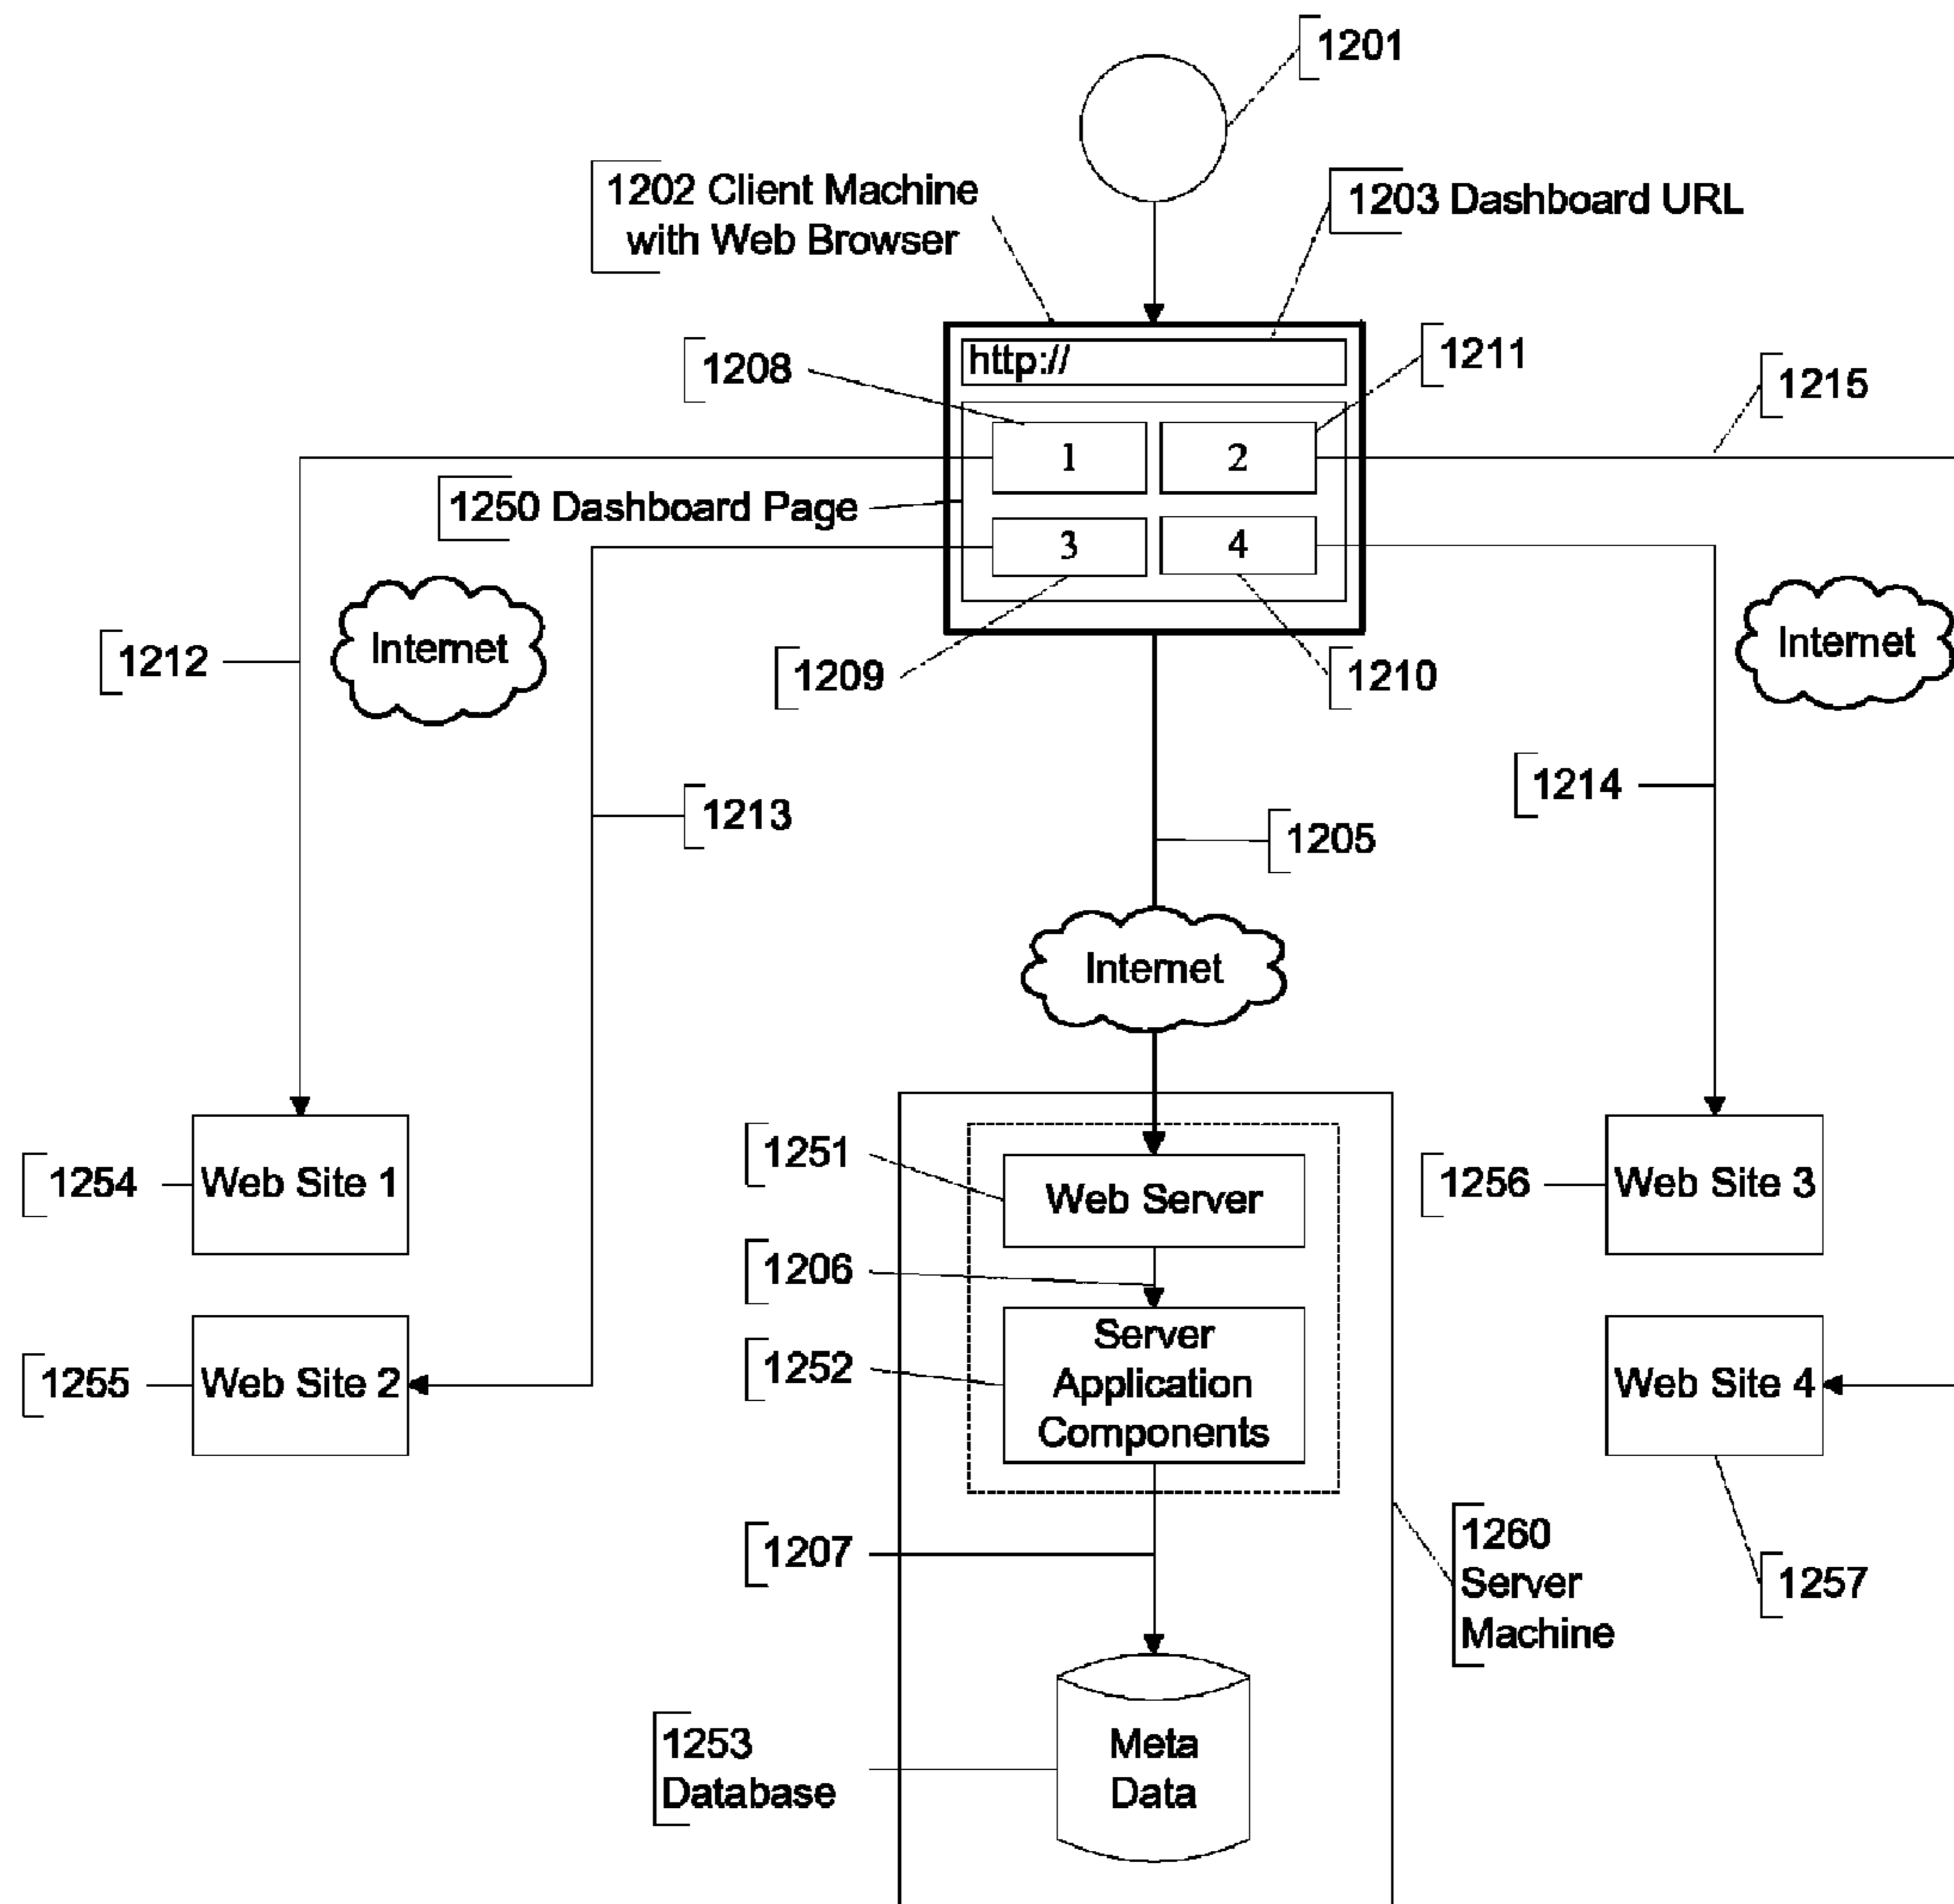 1201
1202 Client Machine
with Web Browser
1203 Dashboard URL
http://
1208
1211
1215
1
2
1250 Dashboard Page
3
4
Internet
Internet
1212
1209
1210
1213
1214
1205
Internet
1251
Web Server
1254
Web Site 1
1256
Web Site 3
1206
1252
Server
Application
Components
1255
Web Site 2
Web Site 4
1207
1260
Server
Machine
1257
1253
Database
Meta
Data